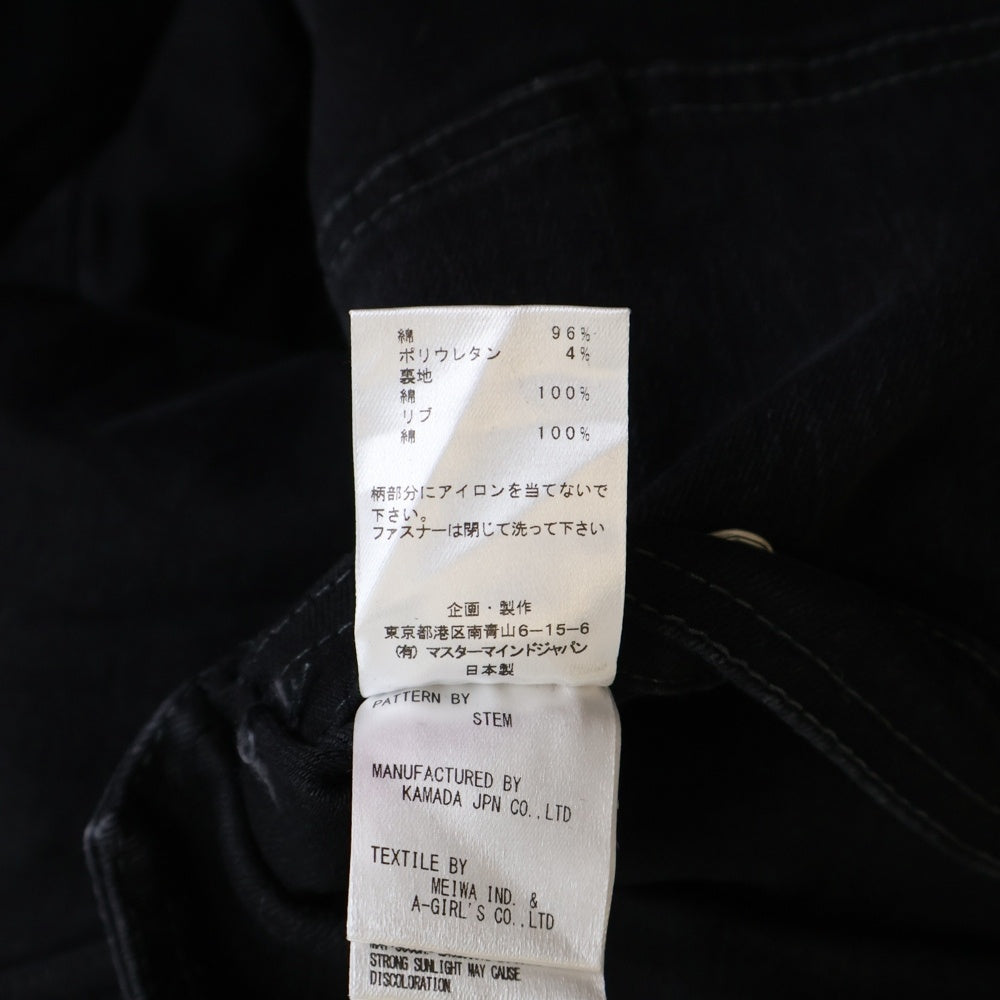 綿 96%
ポリウレタン 4%
裏地
綿 100%
リブ
綿 100%
柄部分にアイロンを当てないで
下さい。
ファスナーは閉じて洗って下さい
企画・製作
東京都港区南青山6-15-6
(有) マスターマインドジャパン
日本製
PATTERN BY
STEM
MANUFACTURED BY
KAMADA JPN CO.,LTD
TEXTILE BY
MEIWA IND. &
A-GIRL'S CO.,LTD
STRONG SUNLIGHT MAY CAUSE
DISCOLORATION.